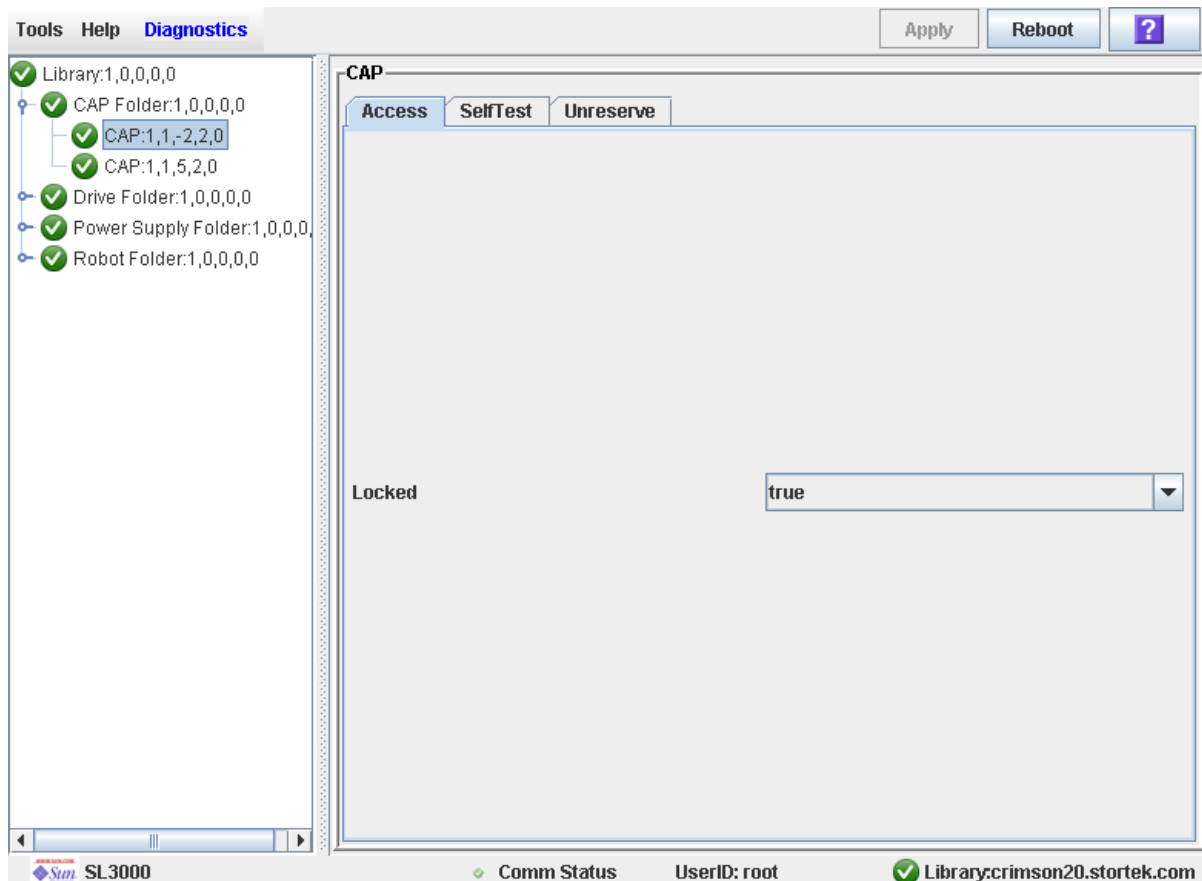 Tools Help Diagnostics
Apply Reboot ?
Library:1,0,0,0,0
CAP Folder:1,0,0,0,0
CAP:1,1,-2,2,0
CAP:1,1,5,2,0
Drive Folder:1,0,0,0,0
Power Supply Folder:1,0,0,0,
Robot Folder:1,0,0,0,0
CAP
Access SelfTest Unreserve
Locked true
Sun SL3000 Comm Status UserID: root Library:crimson20.stortek.com